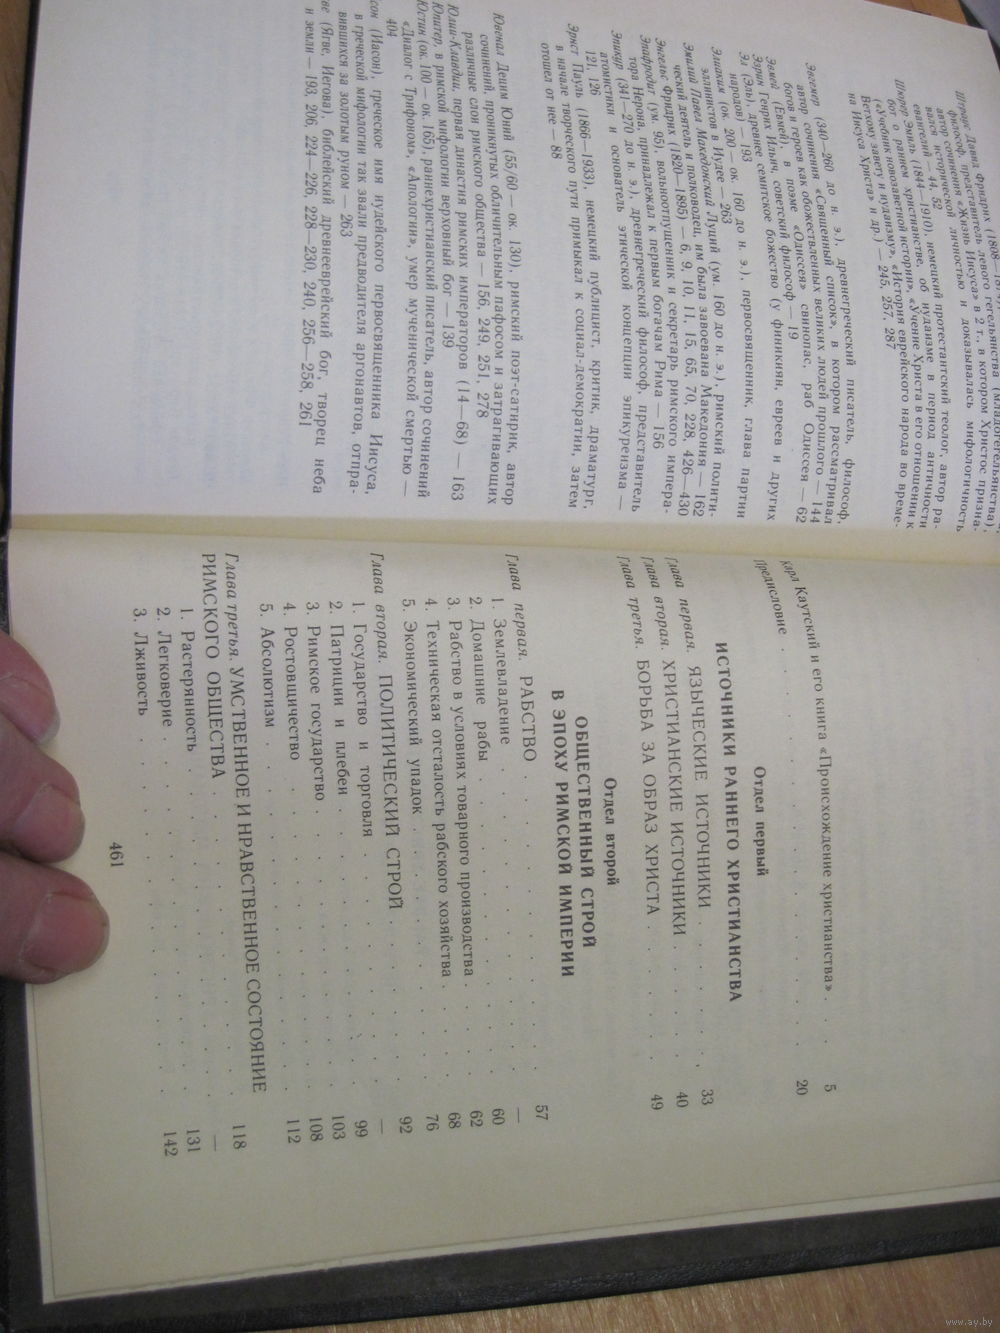 Штраус Давид Фридрих (1808—
философ, представитель левого гегельянства (младогегельянства),
автор сочинения «Жизнь Иисуса» в 2 т., в котором Христос призна-
вался исторической личностью и доказывалась мифологичность
евангелий — 44, 52
Шюрер Эмиль (1844—1910), немецкий протестантский теолог, автор ра-
бот о раннем христианстве, об иудаизме в период античности
(«Учебник новозаветной истории», «Учение Христа в его отношении к
Ветхому завету и иудаизму», «История еврейского народа во време-
на Иисуса Христа» и др.) — 245, 257, 287
Эвгемер (340—260 до н. э.), древнегреческий писатель, философ,
автор сочинения «Священный список», в котором рассматривал
богов и героев как обожествленных великих людей прошлого — 144
Эвмей (Евмей), в поэме «Одиссея» свинопас, раб Одиссея — 62
Эзрин Генрих Ильич, советский философ — 19
Эл (Эль), древнее семитское божество (у финикиян, евреев и других
народов) — 193
Элиаким (ок. 200 — ок. 160 до н. э.), первосвященник, глава партии
эллинистов в Иудее — 263
Эмилий Павел Македонский Луций (ум. 160 до н. э.), римский полити-
ческий деятель и полководец, им была завоевана Македония — 162
Энгельс Фридрих (1820—1895) — 6, 9, 10, 11, 15, 65, 70, 228, 426—430
Эпафродит (ум. 95), вольноотпущенник и секретарь римского импера-
тора Нерона, принадлежал к первым богачам Рима — 156
Эпикур (341—270 до н. э.), древнегреческий философ, представитель
атомистики и основатель этической концепции эпикуреизма —
121, 126
Эрнст Пауль (1866—1933), немецкий публицист, критик, драматург,
в начале творческого пути примыкал к социал-демократии, затем
отошел от нее — 88
Ювенал Децим Юний (55/60 — ок. 130), римский поэт-сатирик, автор
сочинений, проникнутых обличительным пафосом и затрагивающих
различные слои римского общества — 156, 249, 251, 278
Юлии-Клавдии, первая династия римских императоров (14—68) — 163
Юпитер, в римской мифологии верховный бог — 139
Юстин (ок. 100 — ок. 165), раннехристианский писатель, автор сочинений
«Диалог с Трифоном», «Апологии», умер мученической смертью —
404
сон (Иасон), греческое имя иудейского первосвященника Иисуса,
в греческой мифологии так звали предводителя аргонавтов, отпра-
вившихся за золотым руном — 263
ве (Ягве, Иегова), библейский древнееврейский бог, творец неба
и земли — 193, 206, 224—226, 228—230, 240, 256—258, 261
Карл Каутский и его книга «Происхождение христианства» . . 5
Предисловие . . . . . . . . . . 20
Отдел первый
ИСТОЧНИКИ РАННЕГО ХРИСТИАНСТВА
Глава первая. ЯЗЫЧЕСКИЕ ИСТОЧНИКИ . . . . . 33
Глава вторая. ХРИСТИАНСКИЕ ИСТОЧНИКИ . . . . 40
Глава третья. БОРЬБА ЗА ОБРАЗ ХРИСТА . . . . 49
Отдел второй
ОБЩЕСТВЕННЫЙ СТРОЙ
В ЭПОХУ РИМСКОЙ ИМПЕРИИ
Глава первая. РАБСТВО . . . . . . . . 57
1. Землевладение . . . . . . . . —
2. Домашние рабы . . . . . . . . 60
3. Рабство в условиях товарного производства . . . 62
4. Техническая отсталость рабского хозяйства . . . 68
5. Экономический упадок . . . . . . . 76
Глава вторая. ПОЛИТИЧЕСКИЙ СТРОЙ . . . . . 92
1. Государство и торговля . . . . . . . —
2. Патриции и плебеи . . . . . . . 99
3. Римское государство . . . . . . . 103
4. Ростовщичество . . . . . . . . 108
5. Абсолютизм . . . . . . . . . 112
Глава третья. УМСТВЕННОЕ И НРАВСТВЕННОЕ СОСТОЯНИЕ
РИМСКОГО ОБЩЕСТВА . . . . . . . . 118
1. Растерянность . . . . . . . . —
2. Легковерие . . . . . . . . . 131
3. Лживость . . . . . . . . . 142
461
www.ay.by